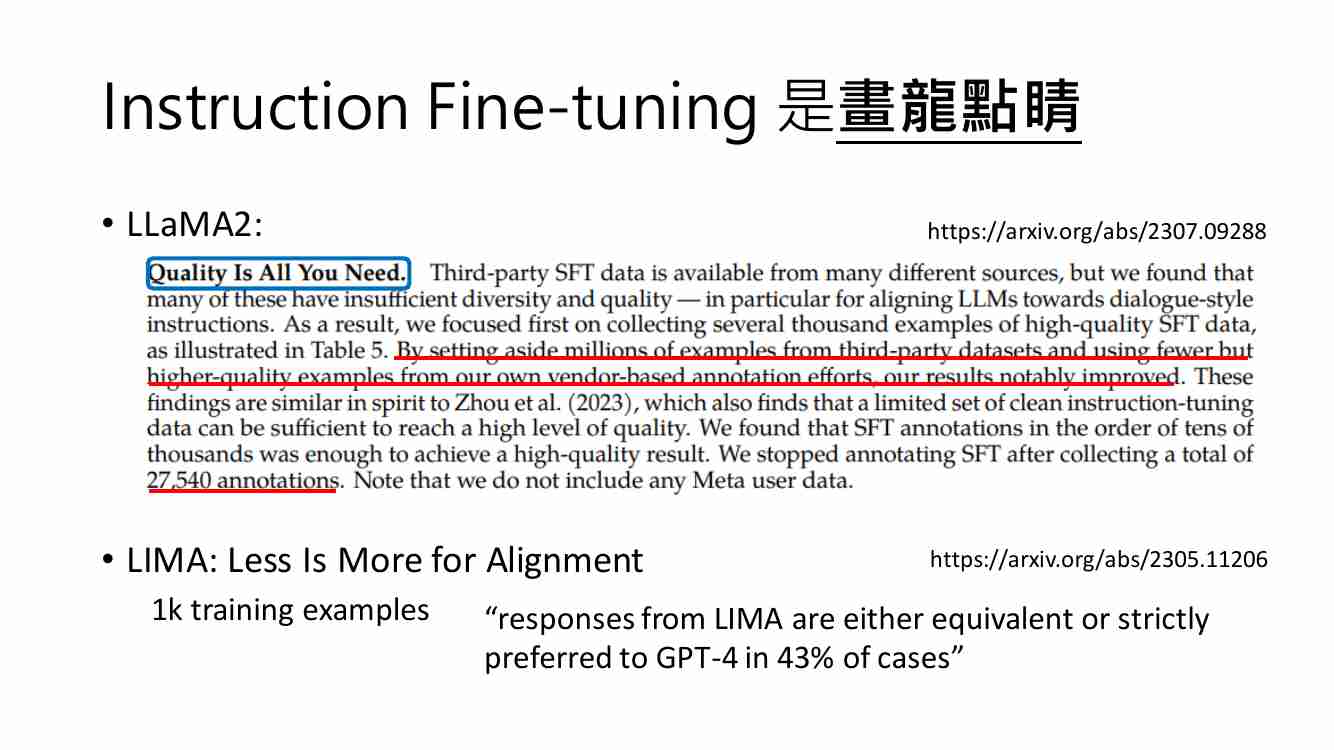 Instruction Fine-tuning 是畫龍點睛
• LLaMA2:
https://arxiv.org/abs/2307.09288
Quality Is All You Need. Third-party SFT data is available from many different sources, but we found that
many of these have insufficient diversity and quality — in particular for aligning LLMs towards dialogue-style
instructions. As a result, we focused first on collecting several thousand examples of high-quality SFT data,
as illustrated in Table 5. By setting aside millions of examples from third-party datasets and using fewer but
higher-quality examples from our own vendor-based annotation efforts, our results notably improved. These
findings are similar in spirit to Zhou et al. (2023), which also finds that a limited set of clean instruction-tuning
data can be sufficient to reach a high level of quality. We found that SFT annotations in the order of tens of
thousands was enough to achieve a high-quality result. We stopped annotating SFT after collecting a total of
27,540 annotations. Note that we do not include any Meta user data.
• LIMA: Less Is More for Alignment
https://arxiv.org/abs/2305.11206
1k training examples
“responses from LIMA are either equivalent or strictly
preferred to GPT-4 in 43% of cases”